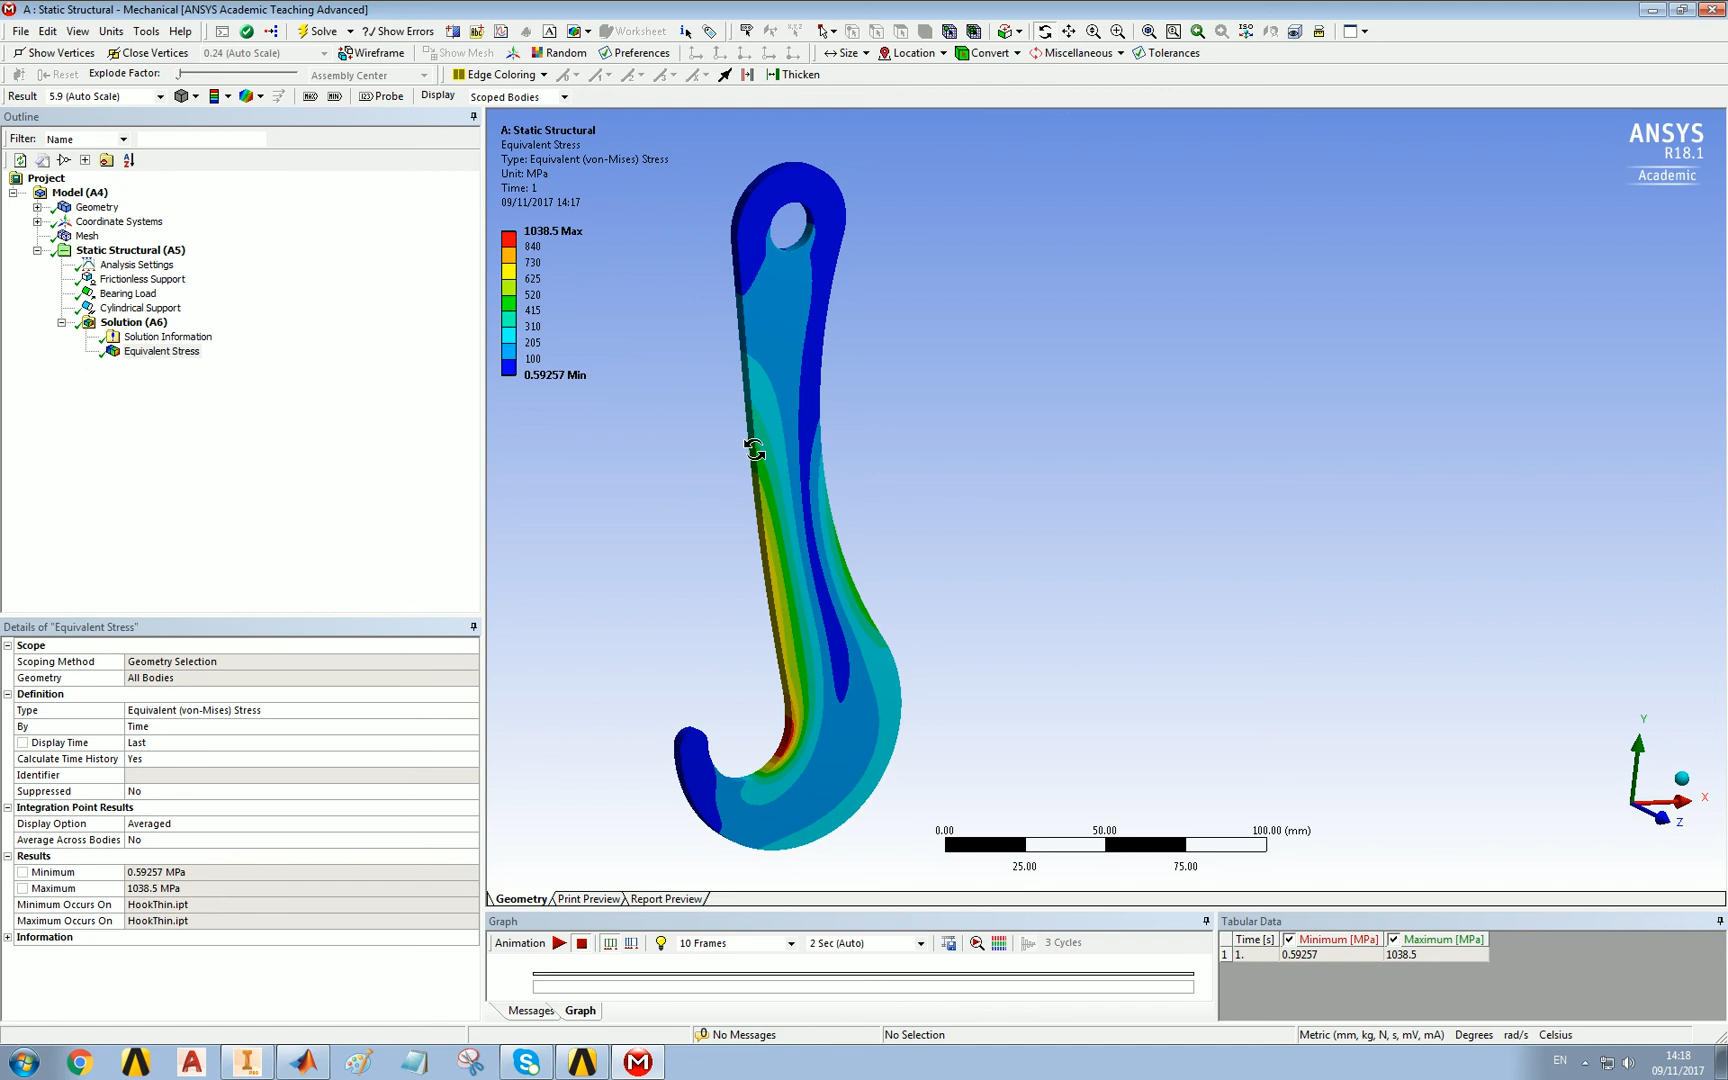 A : Static Structural - Mechanical [ANSYS Academic Teaching Advanced]
File Edit View Units Tools Help Solve ?/Show Errors Worksheet
Show Vertices Close Vertices 0.24 (Auto Scale) Wireframe Show Mesh Random Preferences Size Location Convert Miscellaneous Tolerances
Reset Explode Factor: Assembly Center Edge Coloring Thicken
Result 5.9 (Auto Scale) Probe Display Scoped Bodies
Outline
Filter: Name
Project
Model (A4)
Geometry
Coordinate Systems
Mesh
Static Structural (A5)
Analysis Settings
Frictionless Support
Bearing Load
Cylindrical Support
Solution (A6)
Solution Information
Equivalent Stress
Details of "Equivalent Stress"
Scope
Scoping Method Geometry Selection
Geometry All Bodies
Definition
Type Equivalent (von-Mises) Stress
By Time
Display Time Last
Calculate Time History Yes
Identifier
Suppressed No
Integration Point Results
Display Option Averaged
Average Across Bodies No
Results
Minimum 0.59257 MPa
Maximum 1038.5 MPa
Minimum Occurs On HookThin.ipt
Maximum Occurs On HookThin.ipt
Information
A: Static Structural
Equivalent Stress
Type: Equivalent (von-Mises) Stress
Unit: MPa
Time: 1
09/11/2017 14:17
1038.5 Max
840
730
625
520
415
310
205
100
0.59257 Min
ANSYS
R18.1
Academic
Y
X
Z
0.00 50.00 100.00 (mm)
25.00 75.00
Geometry Print Preview Report Preview
Graph
Animation 10 Frames 2 Sec (Auto) 3 Cycles
Messages Graph
Tabular Data
Time [s] Minimum [MPa] Maximum [MPa]
1 1. 0.59257 1038.5
No Messages No Selection Metric (mm, kg, N, s, mV, mA) Degrees rad/s Celsius
EN 14:18
09/11/2017